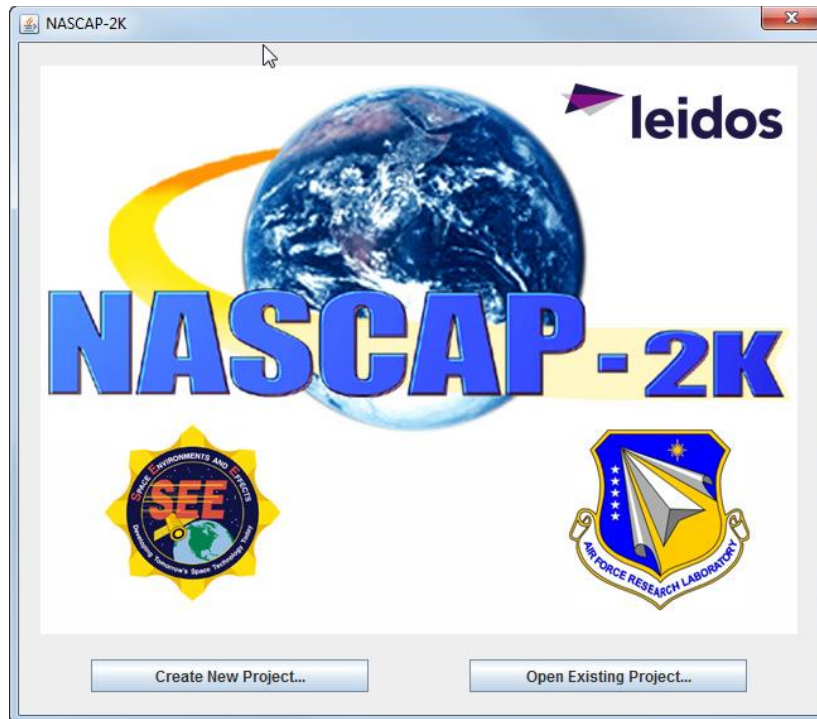 NASCAP-2K
leidos
NASCAP-2K
SPACE ENVIRONMENTS AND EFFECTS
SEE
Developing Tomorrow's Space Technology Today
AIR FORCE RESEARCH LABORATORY
Create New Project...
Open Existing Project...